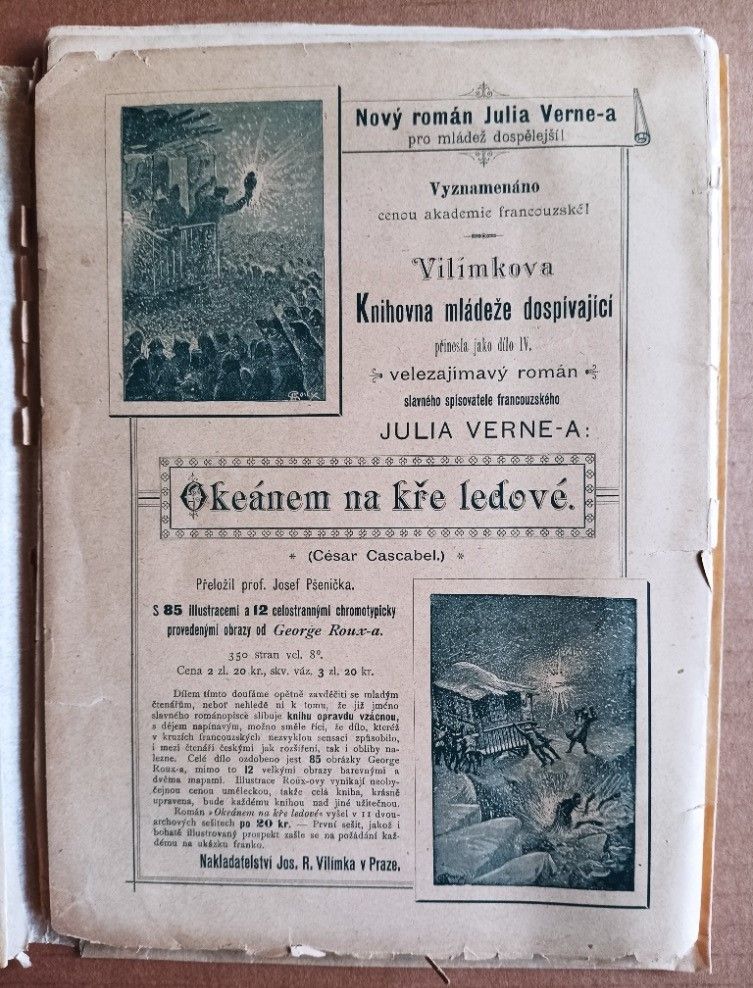 Nový román Julia Verne-a
pro mládež dospělejší!
Vyznamenáno
cenou akademie francouzské!
Vilímkova
Knihovna mládeže dospívající
přinesla jako dílo IV.
velezajímavý román
slavného spisovatele francouzského
JULIA VERNE-A:
Okeánem na kře ledové.
* (César Cascabel.) *
Přeložil prof. Josef Pšenička.
S 85 illustracemi a 12 celostrannými chromotypicky
provedenými obrazy od George Roux-a.
350 stran vel. 8º.
Cena 2 zl. 20 kr., skv. váz. 3 zl. 20 kr.
Dílem tímto doufáme opětně zavděčiti se mladým
čtenářům, neboť nehledě ni k tomu, že již jméno
slavného románopisce slibuje knihu opravdu vzácnou,
s dějem napínavým, možno směle říci, že dílo, kteréž
v kruzích francouzských nezvyklou sensaci způsobilo,
i mezi čtenáři českými jak rozšíření, tak i obliby na-
lezne. Celé dílo ozdobeno jest 85 obrázky George
Roux-a, mimo to 12 velkými obrazy barevnými a
dvěma mapami. Illustrace Roüx-ovy vynikají neoby-
čejnou cenou uměleckou, takže celá kniha, krásně
upravena, bude každému knihou nad jiné užitečnou.
Román »Okeánem na kře ledové« vyšel v 11 dvou-
archových sešitech po 20 kr. — První sešit, jakož i
bohatě illustrovaný prospekt zašle se na požádání kaž-
démú na ukázku franko.
Nakladatelství Jos. R. Vilímka v Praze.